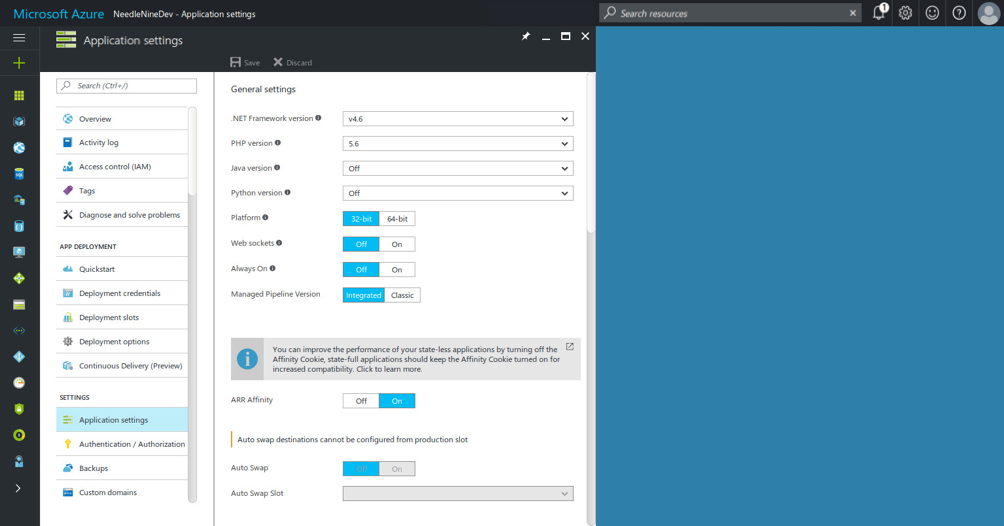 Microsoft Azure NeedleNineDev - Application settings
Search resources
1
Application settings
Save Discard
Search (Ctrl+/)
Overview
Activity log
Access control (IAM)
Tags
Diagnose and solve problems
APP DEPLOYMENT
Quickstart
Deployment credentials
Deployment slots
Deployment options
Continuous Delivery (Preview)
SETTINGS
Application settings
Authentication / Authorization
Backups
Custom domains
General settings
.NET Framework version v4.6
PHP version 5.6
Java version Off
Python version Off
Platform 32-bit 64-bit
Web sockets Off On
Always On Off On
Managed Pipeline Version Integrated Classic
You can improve the performance of your state-less applications by turning off the
Affinity Cookie, state-full applications should keep the Affinity Cookie turned on for
increased compatibility. Click to learn more.
ARR Affinity Off On
Auto swap destinations cannot be configured from production slot
Auto Swap Off On
Auto Swap Slot